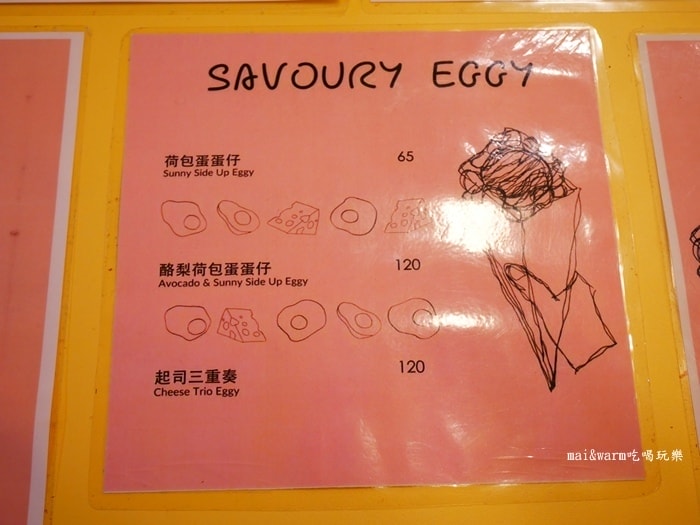 SAVOURY EGGY
荷包蛋蛋仔 65
Sunny Side Up Eggy
酪梨荷包蛋蛋仔 120
Avocado & Sunny Side Up Eggy
起司三重奏 120
Cheese Trio Eggy
mai&warm吃喝玩樂